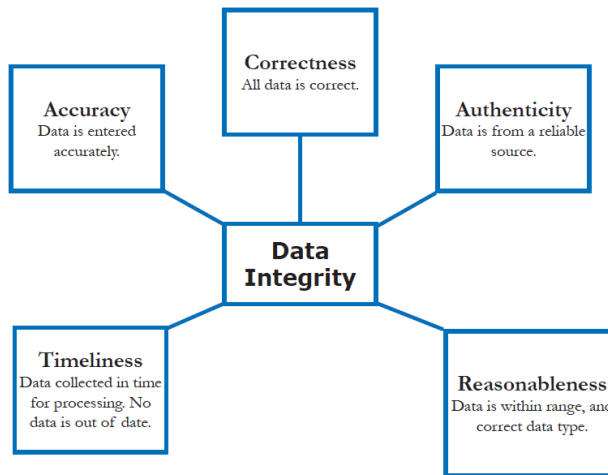 Correctness
All data is correct.
Accuracy
Data is entered
accurately.
Authenticity
Data is from a reliable
source.
Data
Integrity
Timeliness
Data collected in time
for processing. No
data is out of date.
Reasonableness
Data is within range, and
correct data type.